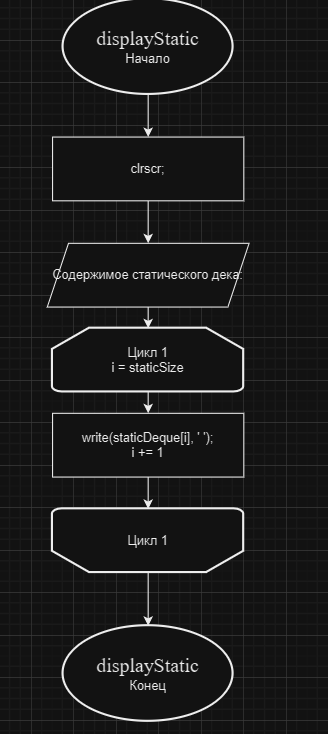 displayStatic
Начало
clrscr;
Содержимое статического дека:
Цикл 1
i = staticSize
write(staticDeque[i], ' ');
i += 1
Цикл 1
displayStatic
Конец